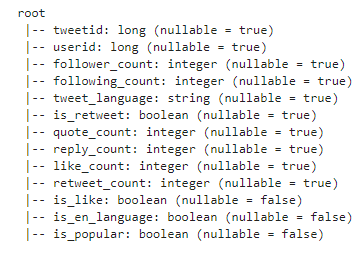 root
 |-- tweetid: long (nullable = true)
 |-- userid: long (nullable = true)
 |-- follower_count: integer (nullable = true)
 |-- following_count: integer (nullable = true)
 |-- tweet_language: string (nullable = true)
 |-- is_retweet: boolean (nullable = true)
 |-- quote_count: integer (nullable = true)
 |-- reply_count: integer (nullable = true)
 |-- like_count: integer (nullable = true)
 |-- retweet_count: integer (nullable = true)
 |-- is_like: boolean (nullable = false)
 |-- is_en_language: boolean (nullable = false)
 |-- is_popular: boolean (nullable = false)